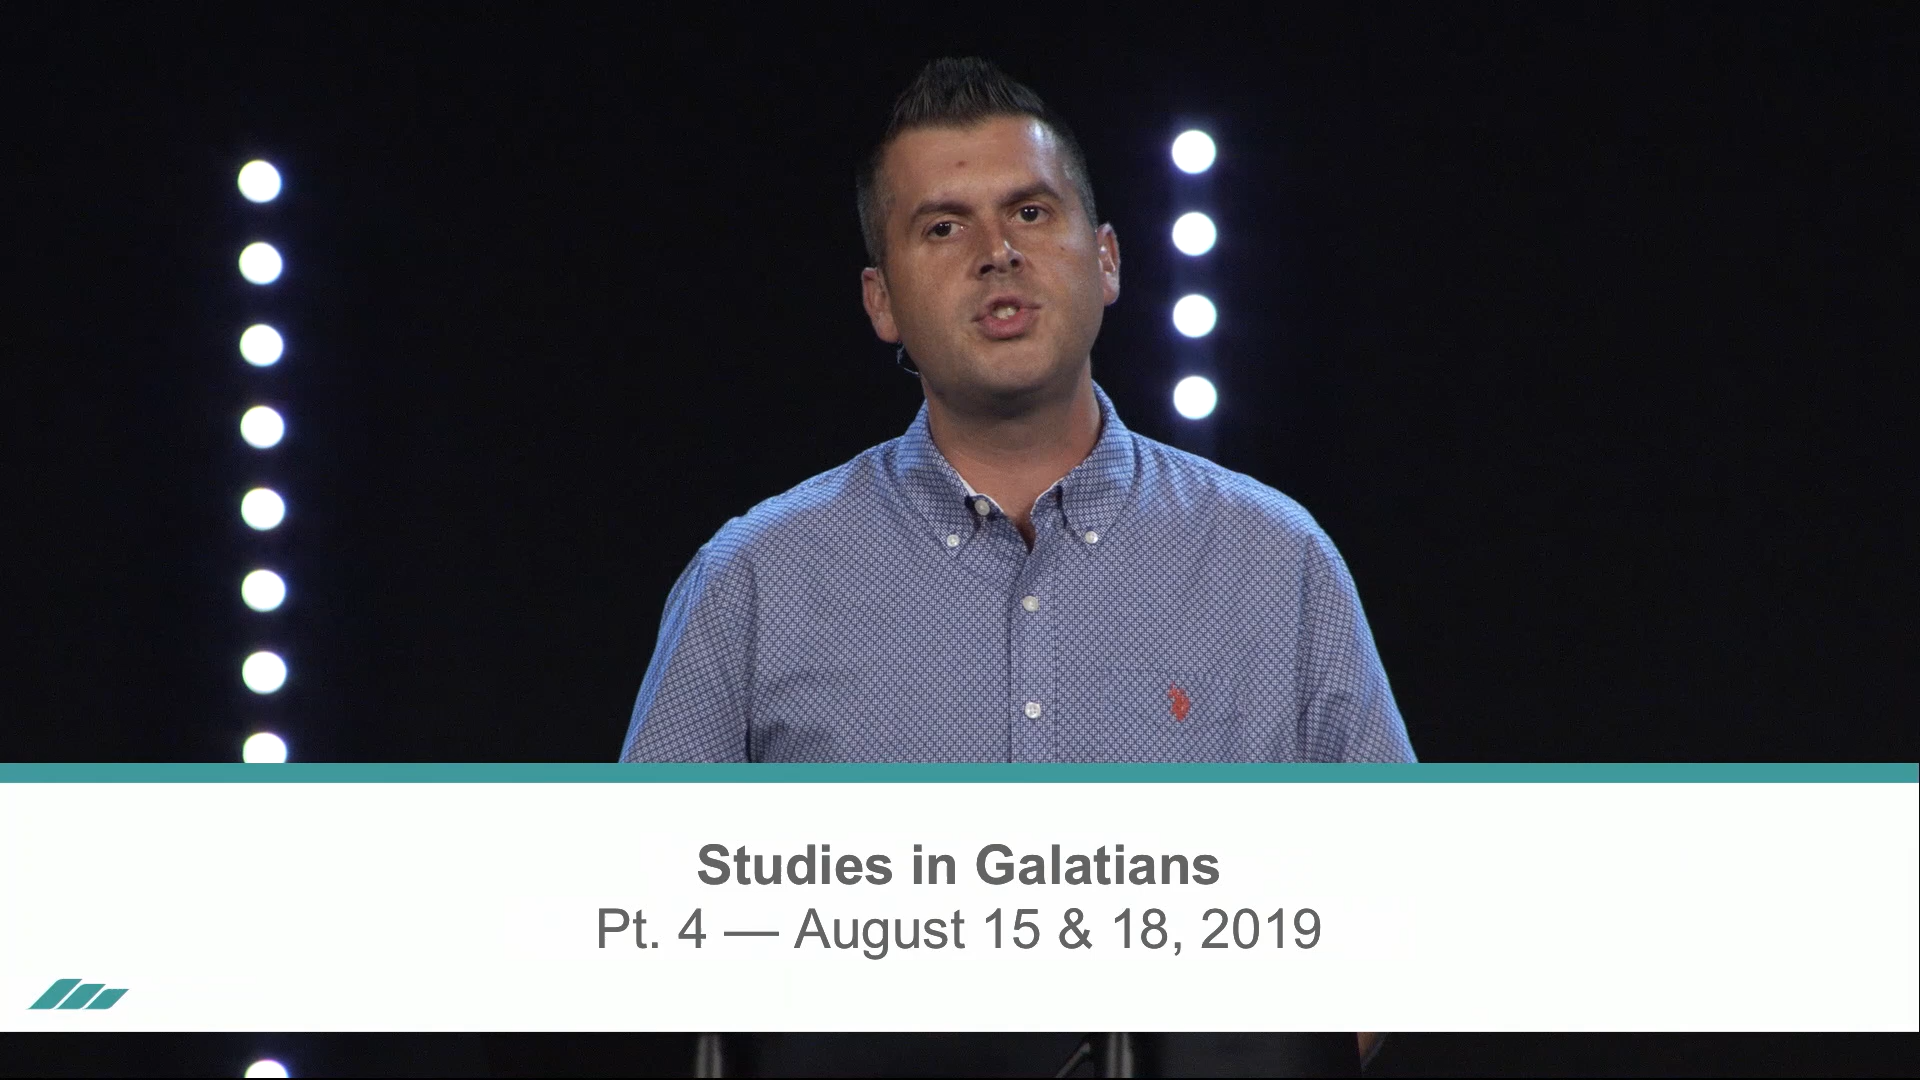 Studies in Galatians
Pt. 4 — August 15 & 18, 2019